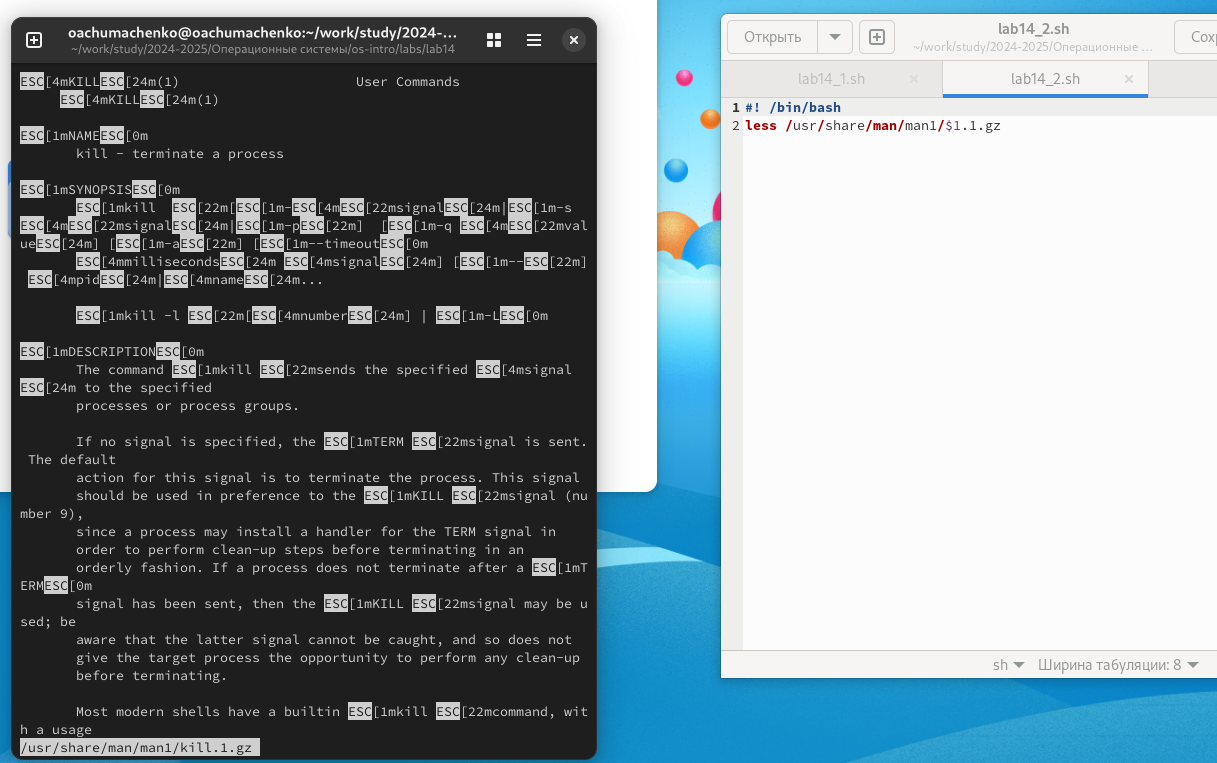 oachumachenko@oachumachenko:~/work/study/2024-...
~/work/study/2024-2025/Операционные системы/os-intro/labs/lab14
ESC[4mKILLESC[24m(1)                      User Commands
     ESC[4mKILLESC[24m(1)
ESC[1mNAMEESC[0m
       kill - terminate a process
ESC[1mSYNOPSISESC[0m
       ESC[1mkill  ESC[22m[ESC[1m-ESC[4mESC[22msignalESC[24m|ESC[1m-s
ESC[4mESC[22msignalESC[24m|ESC[1m-pESC[22m]  [ESC[1m-q ESC[4mESC[22mval
ueESC[24m] [ESC[1m-aESC[22m] [ESC[1m--timeoutESC[0m
       ESC[4mmillisecondsESC[24m ESC[4msignalESC[24m] [ESC[1m--ESC[22m]
 ESC[4mpidESC[24m|ESC[4mnameESC[24m...
       ESC[1mkill -l ESC[22m[ESC[4mnumberESC[24m] | ESC[1m-LESC[0m
ESC[1mDESCRIPTIONESC[0m
       The command ESC[1mkill ESC[22msends the specified ESC[4msignal
ESC[24m to the specified
       processes or process groups.
       If no signal is specified, the ESC[1mTERM ESC[22msignal is sent.
 The default
       action for this signal is to terminate the process. This signal
       should be used in preference to the ESC[1mKILL ESC[22msignal (nu
mber 9),
       since a process may install a handler for the TERM signal in
       order to perform clean-up steps before terminating in an
       orderly fashion. If a process does not terminate after a ESC[1mT
ERMESC[0m
       signal has been sent, then the ESC[1mKILL ESC[22msignal may be u
sed; be
       aware that the latter signal cannot be caught, and so does not
       give the target process the opportunity to perform any clean-up
       before terminating.
       Most modern shells have a builtin ESC[1mkill ESC[22mcommand, wit
h a usage
/usr/share/man/man1/kill.1.gz
Открыть
lab14_2.sh
~/work/study/2024-2025/Операционные ...
lab14_1.sh × lab14_2.sh ×
1 #! /bin/bash
2 less /usr/share/man/man1/$1.1.gz
sh Ширина табуляции: 8